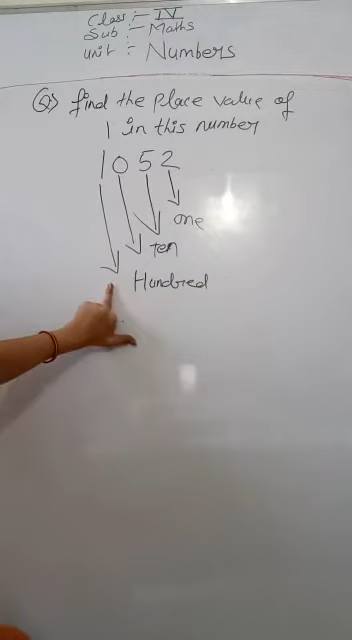 Class :- IV
Sub :- Maths
Unit :- Numbers
Q> find the place value of
1 in this number
1052
one
Ten
Hundred